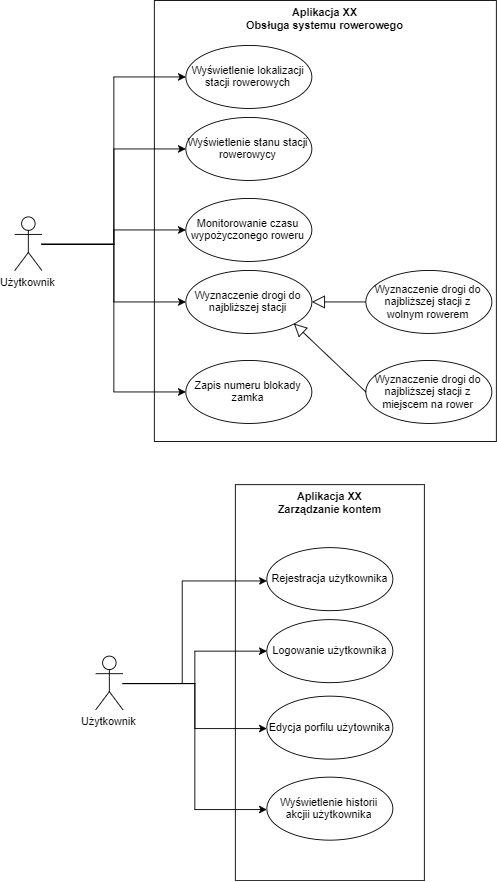 Aplikacja XX
Obsługa systemu rowerowego
Wyświetlenie lokalizacji
stacji rowerowych
Wyświetlenie stanu stacji
rowerowycy
Monitorowanie czasu
wypożyczonego roweru
Użytkownik
Wyznaczenie drogi do
najbliższej stacji
Wyznaczenie drogi do
najbliższej stacji z
wolnym rowerem
Zapis numeru blokady
zamka
Wyznaczenie drogi do
najbliższej stacji z
miejscem na rower
Aplikacja XX
Zarządzanie kontem
Rejestracja użytkownika
Logowanie użytkownika
Użytkownik
Edycja porfilu użytownika
Wyświetlenie historii
akcjii użytkownika